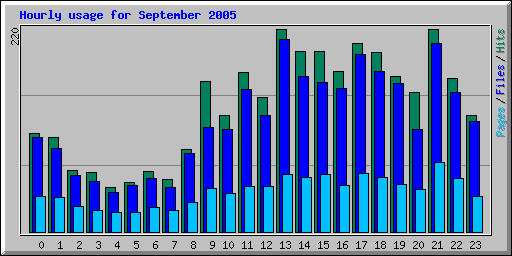 Hourly usage for September 2005
220
Pages / Files / Hits
0 1 2 3 4 5 6 7 8 9 10 11 12 13 14 15 16 17 18 19 20 21 22 23